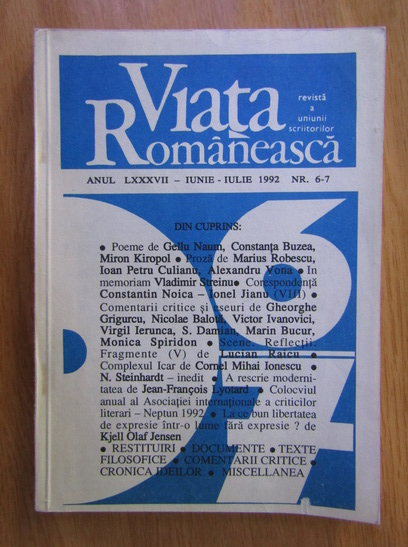 Viața
Românească
revistă
a
uniunii
scriitorilor
ANUL LXXXVII – IUNIE - IULIE 1992 NR. 6-7
6
7
DIN CUPRINS:
● Poeme de Gellu Naum, Constanța Buzea,
Miron Kiropol ● Proză de Marius Robescu,
Ioan Petru Culianu, Alexandru Vona ● In
memoriam Vladimir Streinu ● Corespondență
Constantin Noica – Ionel Jianu (VIII) ●
Comentarii critice și eseuri de Gheorghe
Grigurcu, Nicolae Balotă, Victor Ivanovici,
Virgil Ierunca, S. Damian, Marin Bucur,
Monica Spiridon ● Scene. Reflecții.
Fragmente (V) de Lucian Raicu ●
Complexul Icar de Cornel Mihai Ionescu ●
N. Steinhardt – inedit ● A rescrie moderni-
tatea de Jean-François Lyotard ● Colocviul
anual al Asociației internaționale a criticilor
literari – Neptun 1992 ● La ce bun libertatea
de expresie într-o lume fără expresie ? de
Kjell Olaf Jensen
● RESTITUIRI ● DOCUMENTE ● TEXTE
FILOSOFICE ● COMENTARII CRITICE ●
CRONICA IDEILOR ● MISCELLANEA